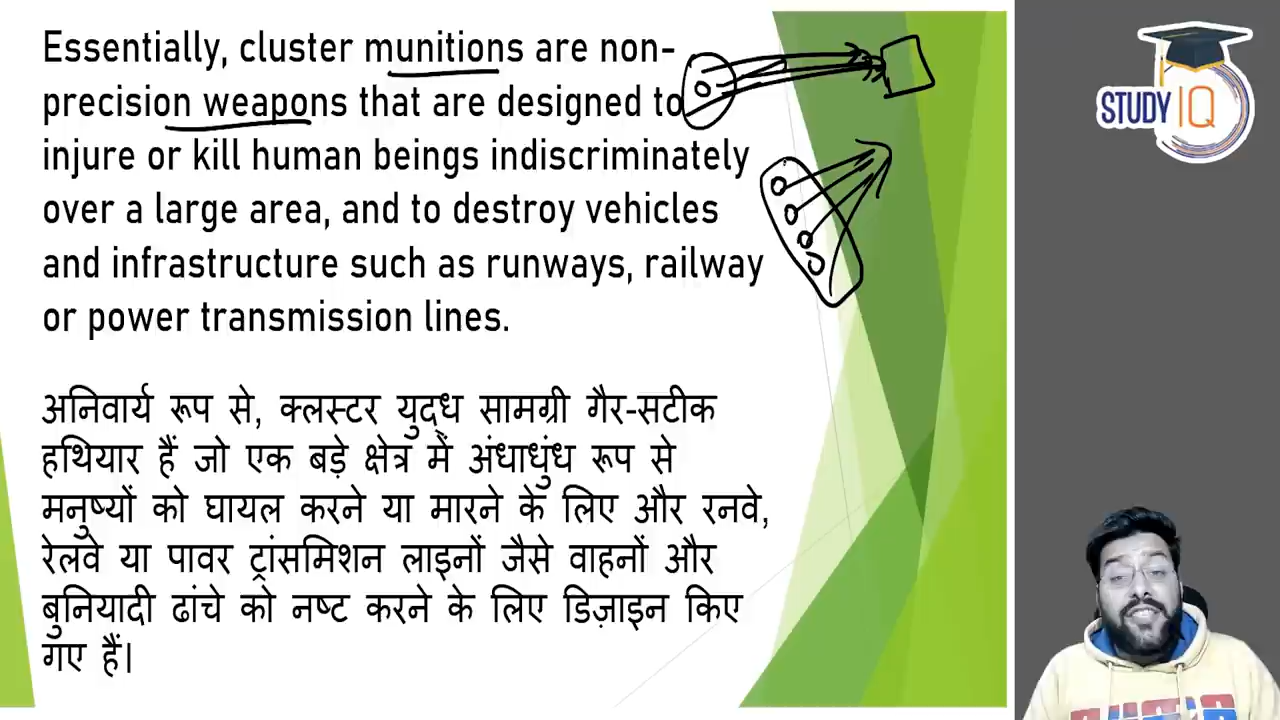 Essentially, cluster munitions are non-
precision weapons that are designed to
injure or kill human beings indiscriminately
over a large area, and to destroy vehicles
and infrastructure such as runways, railway
or power transmission lines.
अनिवार्य रूप से, क्लस्टर युद्ध सामग्री गैर-सटीक
हथियार हैं जो एक बड़े क्षेत्र में अंधाधुंध रूप से
मनुष्यों को घायल करने या मारने के लिए और रनवे,
रेलवे या पावर ट्रांसमिशन लाइनों जैसे वाहनों और
बुनियादी ढांचे को नष्ट करने के लिए डिज़ाइन किए
गए हैं।
STUDY IQ